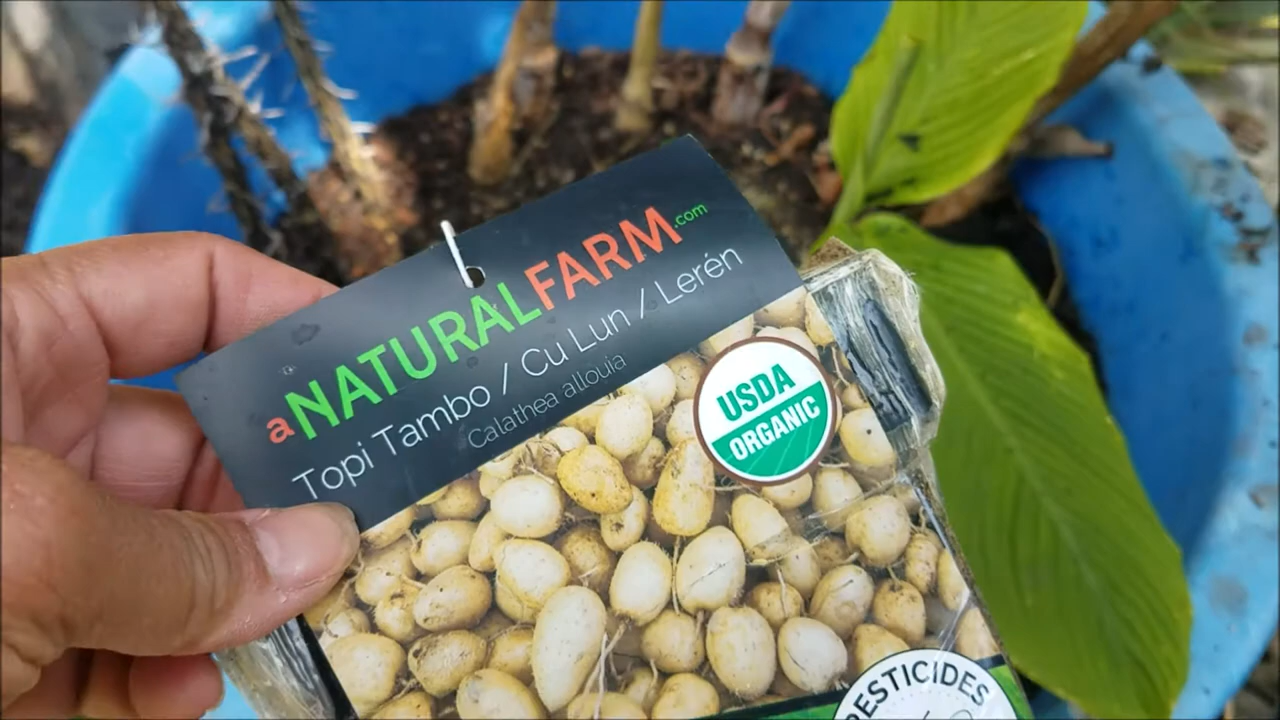 aNATURALFARM.com
Topi Tambo / Cu Lun / Lerén
Calathea allouia
USDA
ORGANIC
PESTICIDES